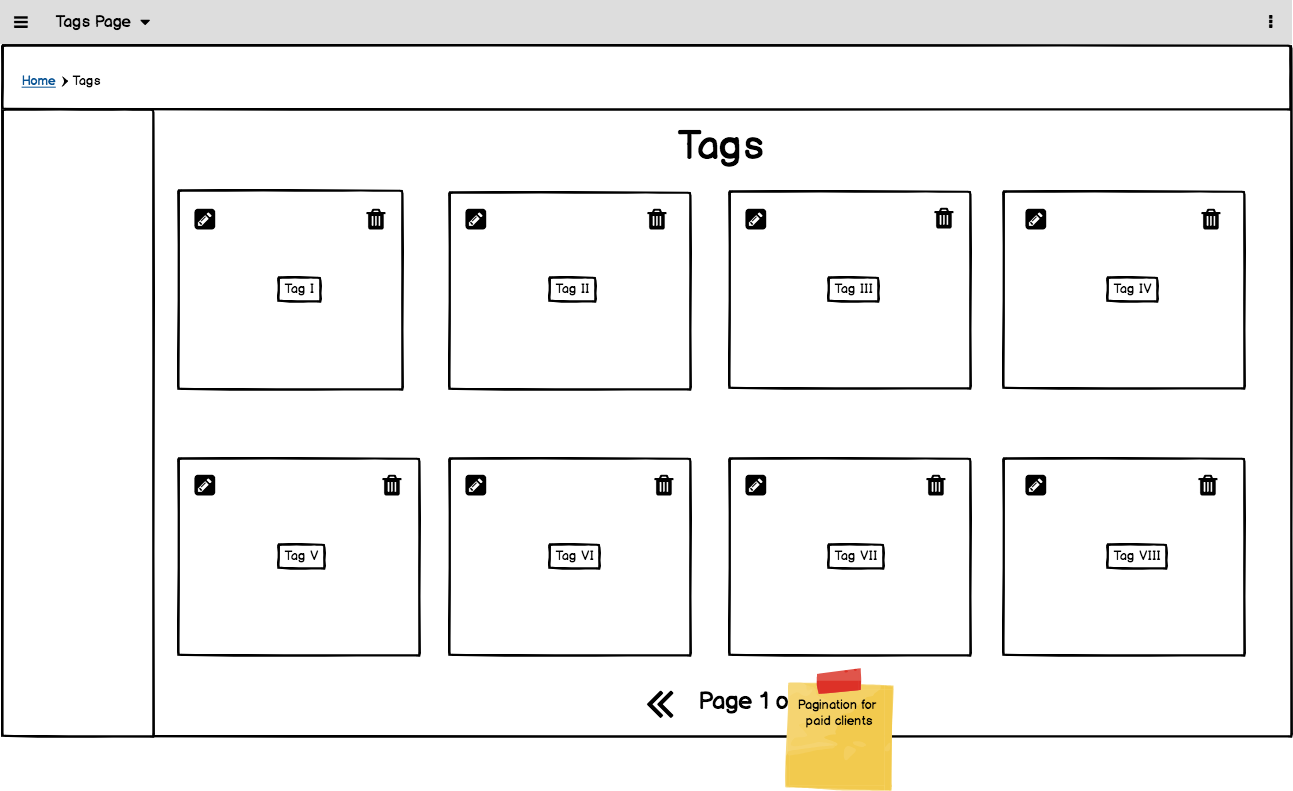 Tags Page
Home > Tags
Tags
Tag I
Tag II
Tag III
Tag IV
Tag V
Tag VI
Tag VII
Tag VIII
Page 1 o
Pagination for
paid clients